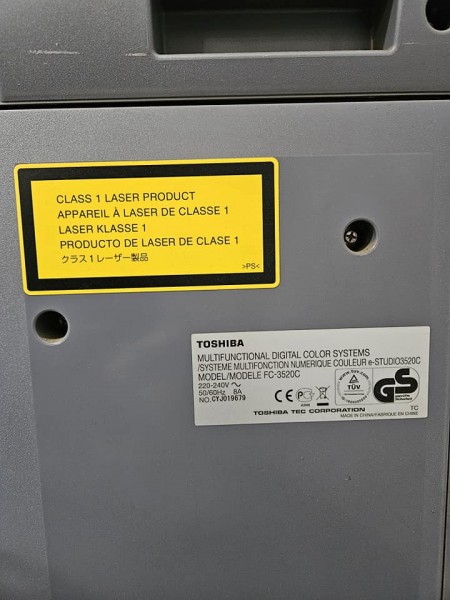 CLASS 1 LASER PRODUCT
APPAREIL À LASER DE CLASSE 1
LASER KLASSE 1
PRODUCTO DE LASER DE CLASE 1
クラス1レーザー製品
>PS<
TOSHIBA
MULTIFUNCTIONAL DIGITAL COLOR SYSTEMS
/SYSTEME MULTIFONCTION NUMERIQUE COULEUR e-STUDIO3520C
MODEL/MODELE FC-3520C
220-240V
50/60Hz 8A
NO.CYJ019679
CE
TÜV
GS
TOSHIBA TEC CORPORATION
TC
MADE IN CHINA/FABRIQUE EN CHINE